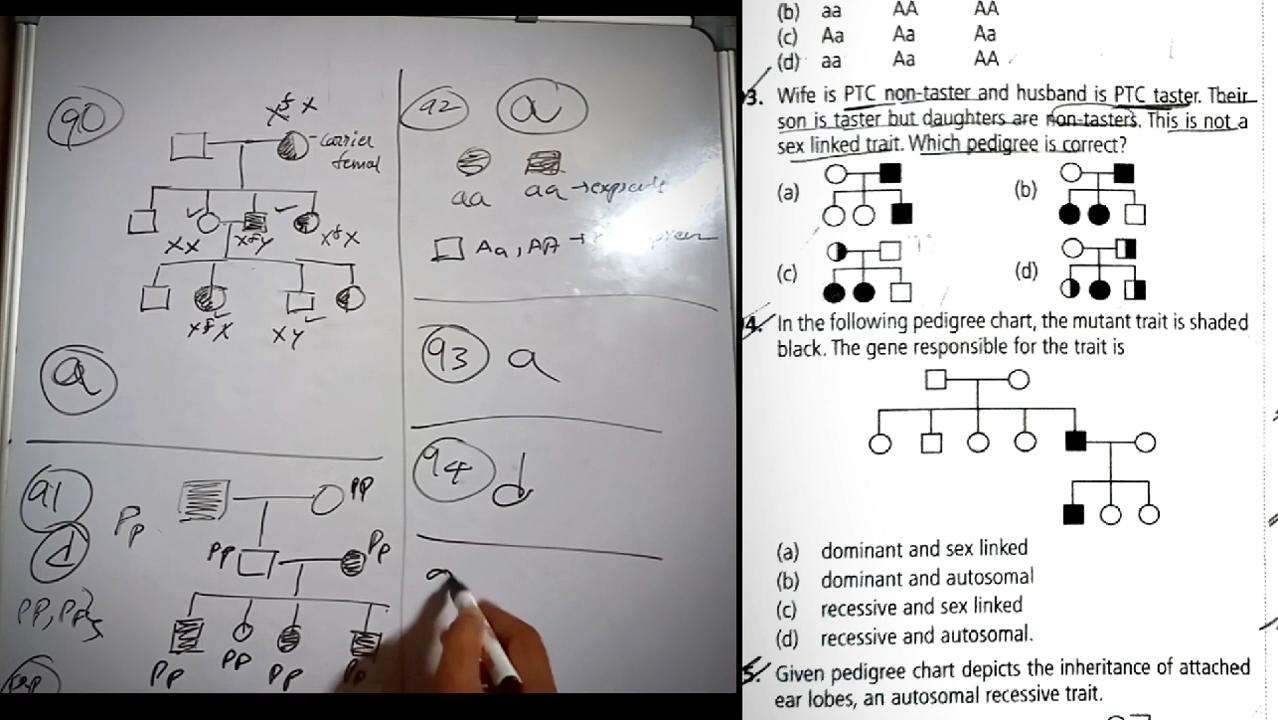 90
X X
-carrier
femal
XX
XY
X X
X X
XY
a
91
d
Pp
PP
PP
Pp
PP, Pp
Pp
PP
Pp
Pp
92
a
aa
aa →
Aa, AA →
93
a
94
d
(b) aa AA AA
(c) Aa Aa Aa
(d) aa Aa AA
3. Wife is PTC non-taster and husband is PTC taster. Their
son is taster but daughters are non-tasters. This is not a
sex linked trait. Which pedigree is correct?
(a)
(b)
(c)
(d)
4. In the following pedigree chart, the mutant trait is shaded
black. The gene responsible for the trait is
(a) dominant and sex linked
(b) dominant and autosomal
(c) recessive and sex linked
(d) recessive and autosomal.
5. Given pedigree chart depicts the inheritance of attached
ear lobes, an autosomal recessive trait.